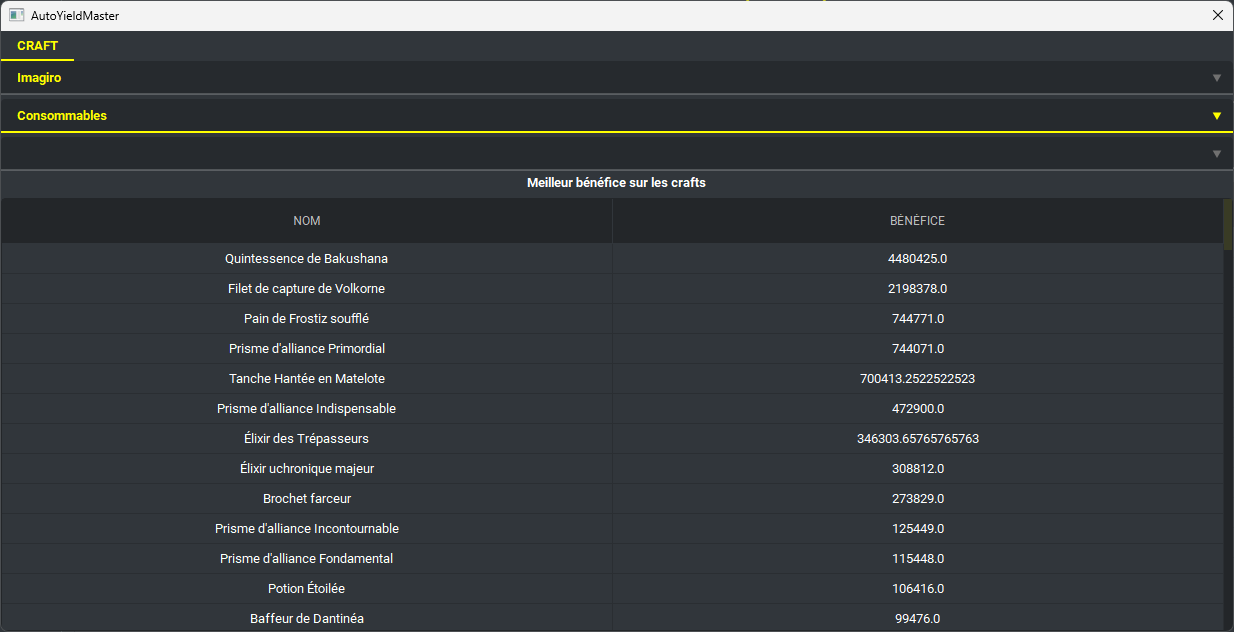 AutoYieldMaster
CRAFT
Imagiro
Consommables
Meilleur bénéfice sur les crafts
NOM BÉNÉFICE
Quintessence de Bakushana 4480425.0
Filet de capture de Volkorne 2198378.0
Pain de Frostiz soufflé 744771.0
Prisme d'alliance Primordial 744071.0
Tanche Hantée en Matelote 700413.2522522523
Prisme d'alliance Indispensable 472900.0
Élixir des Trépasseurs 346303.65765765763
Élixir uchronique majeur 308812.0
Brochet farceur 273829.0
Prisme d'alliance Incontournable 125449.0
Prisme d'alliance Fondamental 115448.0
Potion Étoilée 106416.0
Baffeur de Dantinéa 99476.0